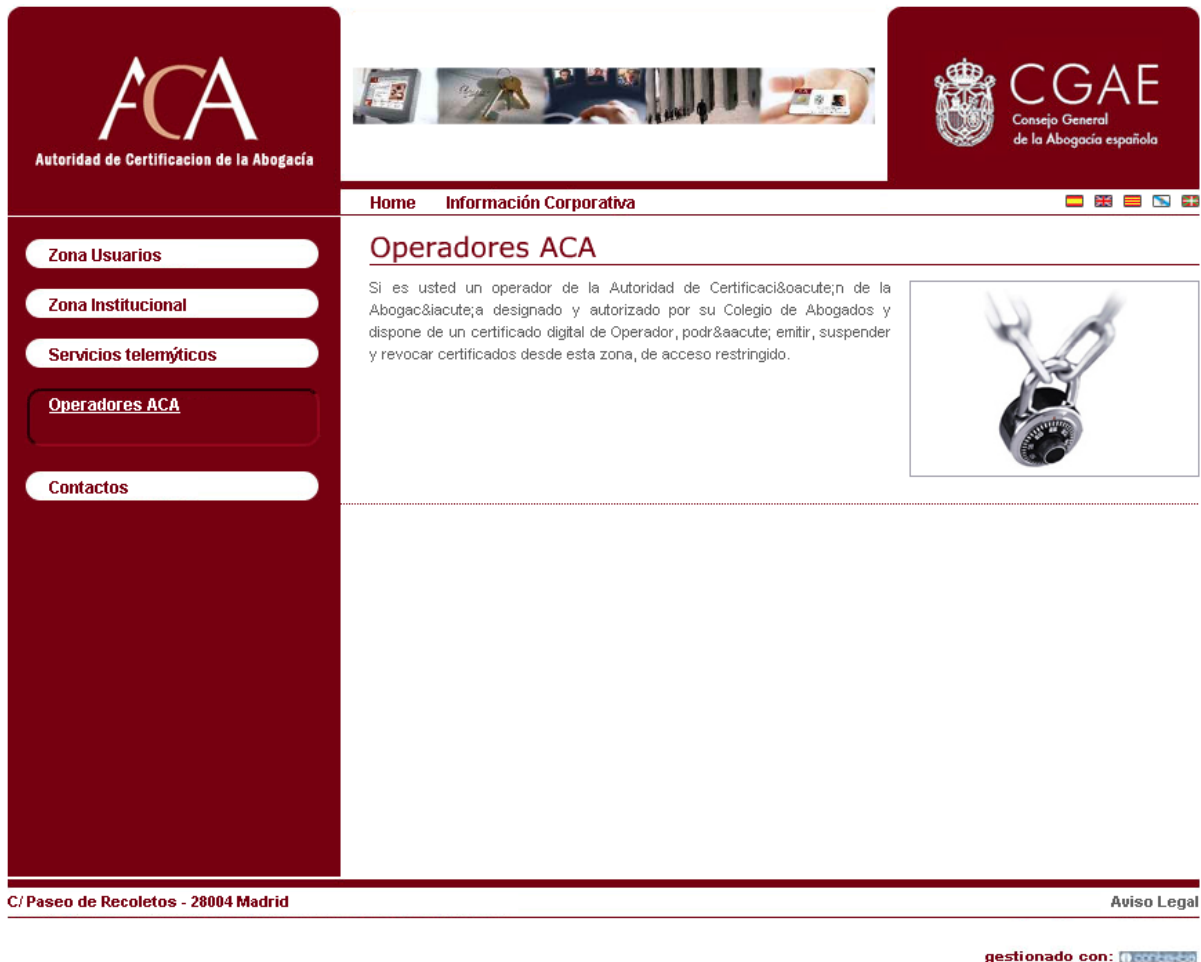 ACA
Autoridad de Certificacion de la Abogacía
CGAE
Consejo General
de la Abogacía española
Home Información Corporativa
Zona Usuarios
Zona Institucional
Servicios telemýticos
Operadores ACA
Contactos
Operadores ACA
Si es usted un operador de la Autoridad de Certificaci&oacute;n de la
Abogac&iacute;a designado y autorizado por su Colegio de Abogados y
dispone de un certificado digital de Operador, podr&aacute; emitir, suspender
y revocar certificados desde esta zona, de acceso restringido.
C/ Paseo de Recoletos - 28004 Madrid
Aviso Legal
gestionado con: